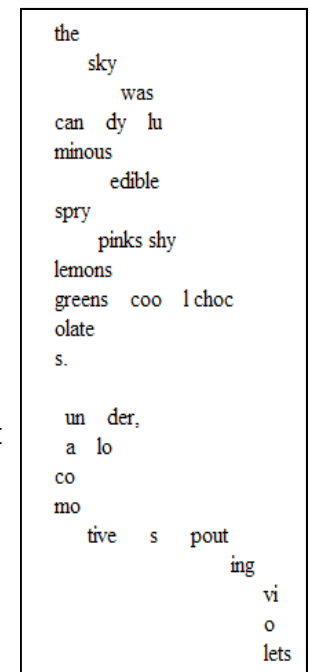 the
sky
was
can dy lu
minous
edible
spry
pinks shy
lemons
greens coo l choc
olate
s.
un der,
a lo
co
mo
tive s pout
ing
vi
o
lets